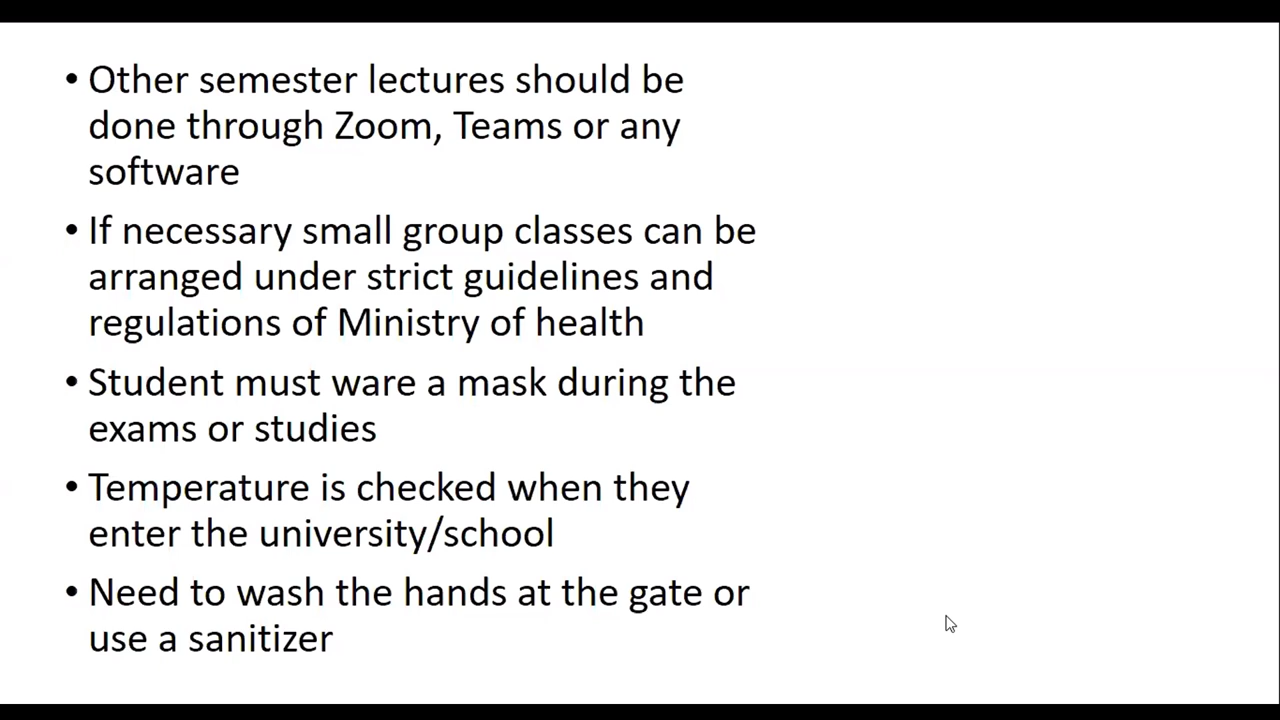 • Other semester lectures should be
done through Zoom, Teams or any
software
• If necessary small group classes can be
arranged under strict guidelines and
regulations of Ministry of health
• Student must ware a mask during the
exams or studies
• Temperature is checked when they
enter the university/school
• Need to wash the hands at the gate or
use a sanitizer